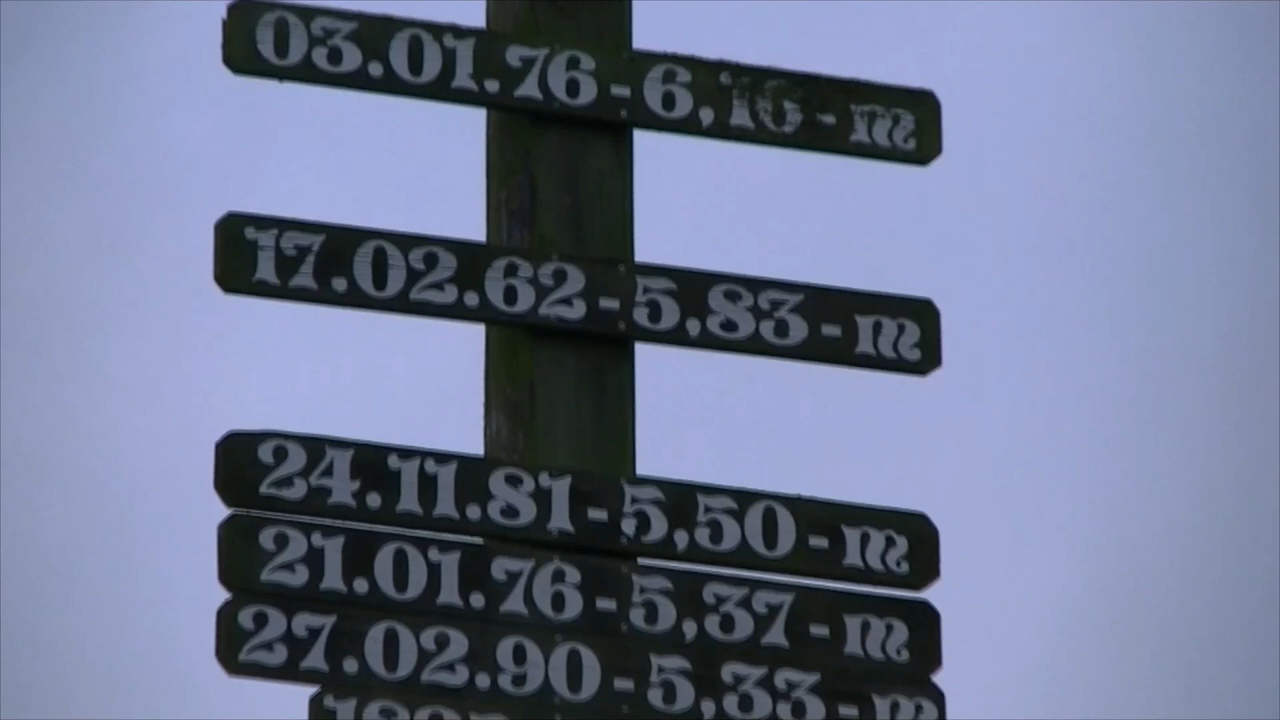 03.01.76 - 6,10 - m
17.02.62 - 5,83 - m
24.11.81 - 5,50 - m
21.01.76 - 5,37 - m
27.02.90 - 5,33 - m